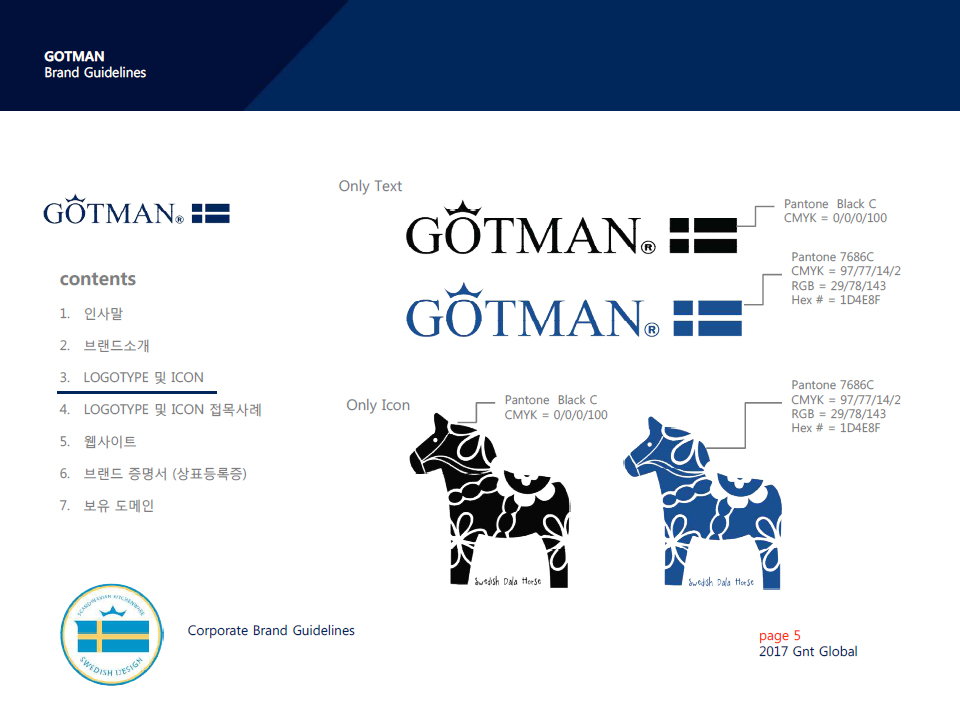 GOTMAN
Brand Guidelines
GÖTMAN®
contents
1. 인사말
2. 브랜드소개
3. LOGOTYPE 및 ICON
4. LOGOTYPE 및 ICON 접목사례
5. 웹사이트
6. 브랜드 증명서 (상표등록증)
7. 보유 도메인
Only Text
GÖTMAN®
Pantone Black C
CMYK = 0/0/0/100
GÖTMAN®
Pantone 7686C
CMYK = 97/77/14/2
RGB = 29/78/143
Hex # = 1D4E8F
Only Icon
Pantone Black C
CMYK = 0/0/0/100
Swedish Dala Horse
Pantone 7686C
CMYK = 97/77/14/2
RGB = 29/78/143
Hex # = 1D4E8F
Swedish Dala Horse
SCANDINAVIAN KITCHENWARE
SWEDISH DESIGN
Corporate Brand Guidelines
page 5
2017 Gnt Global